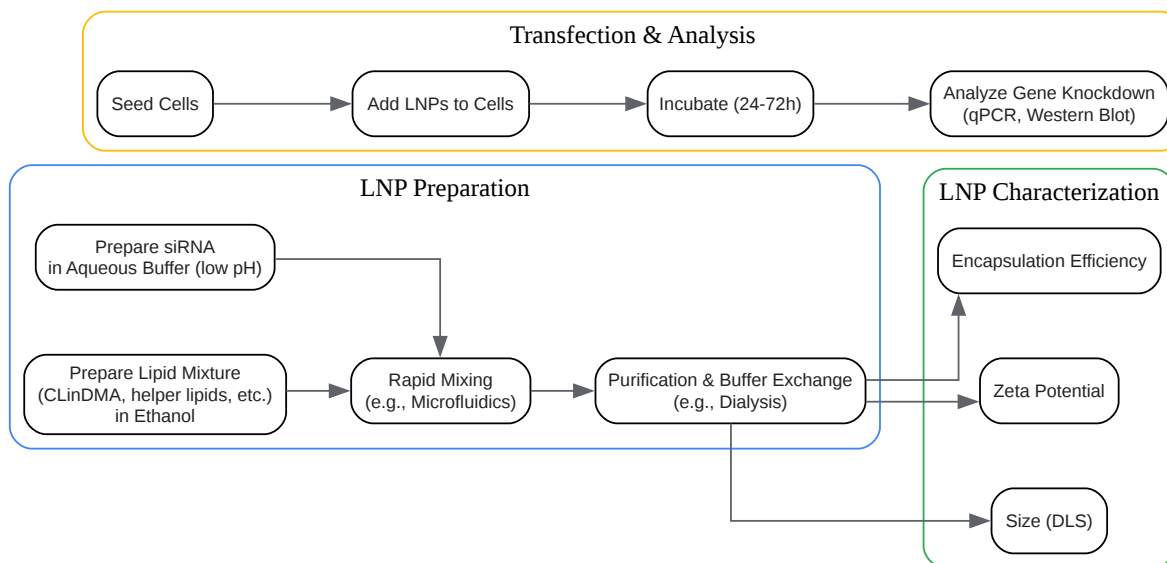 Transfection & Analysis
Seed Cells
Add LNPs to Cells
Incubate (24-72h)
Analyze Gene Knockdown
(qPCR, Western Blot)
LNP Preparation
Prepare siRNA
in Aqueous Buffer (low pH)
Prepare Lipid Mixture
(CLinDMA, helper lipids, etc.)
in Ethanol
Rapid Mixing
(e.g., Microfluidics)
Purification & Buffer Exchange
(e.g., Dialysis)
LNP Characterization
Encapsulation Efficiency
Zeta Potential
Size (DLS)